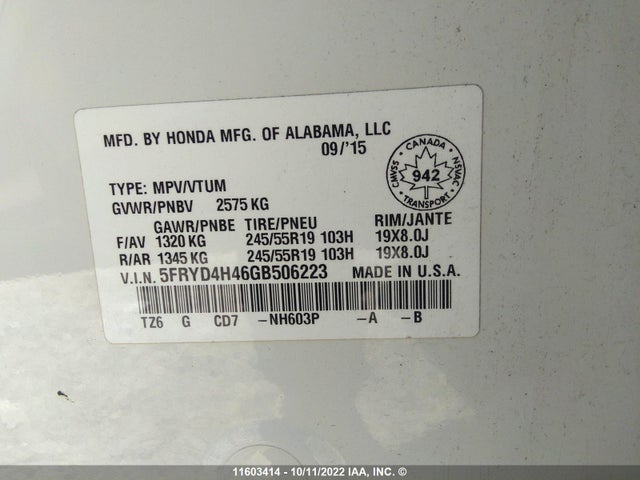 MFD. BY HONDA MFG. OF ALABAMA, LLC
09/'15
TYPE: MPV/VTUM
GVWR/PNBV 2575 KG
GAWR/PNBE TIRE/PNEU RIM/JANTE
F/AV 1320 KG 245/55R19 103H 19X8.0J
R/AR 1345 KG 245/55R19 103H 19X8.0J
V.I.N. 5FRYD4H46GB506223 MADE IN U.S.A.
TZ6 G CD7 -NH603P -A -B
CANADA
CMVSS 942 NSVAC
TRANSPORT
11603414 - 10/11/2022 IAA, INC. ©